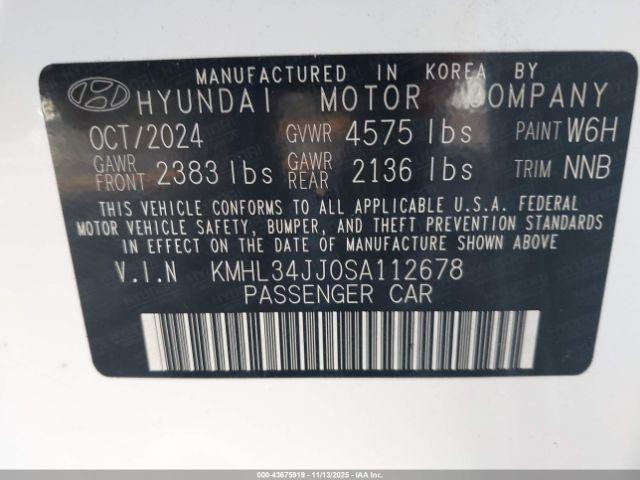 MANUFACTURED IN KOREA BY
HYUNDAI MOTOR COMPANY
OCT/2024 GVWR 4575 lbs PAINT W6H
GAWR FRONT 2383 lbs GAWR REAR 2136 lbs TRIM NNB
THIS VEHICLE CONFORMS TO ALL APPLICABLE U.S.A. FEDERAL
MOTOR VEHICLE SAFETY, BUMPER, AND THEFT PREVENTION STANDARDS
IN EFFECT ON THE DATE OF MANUFACTURE SHOWN ABOVE
V.I.N KMHL34JJ0SA112678
PASSENGER CAR
000-43675919 - 11/13/2025 - IAAI.CA